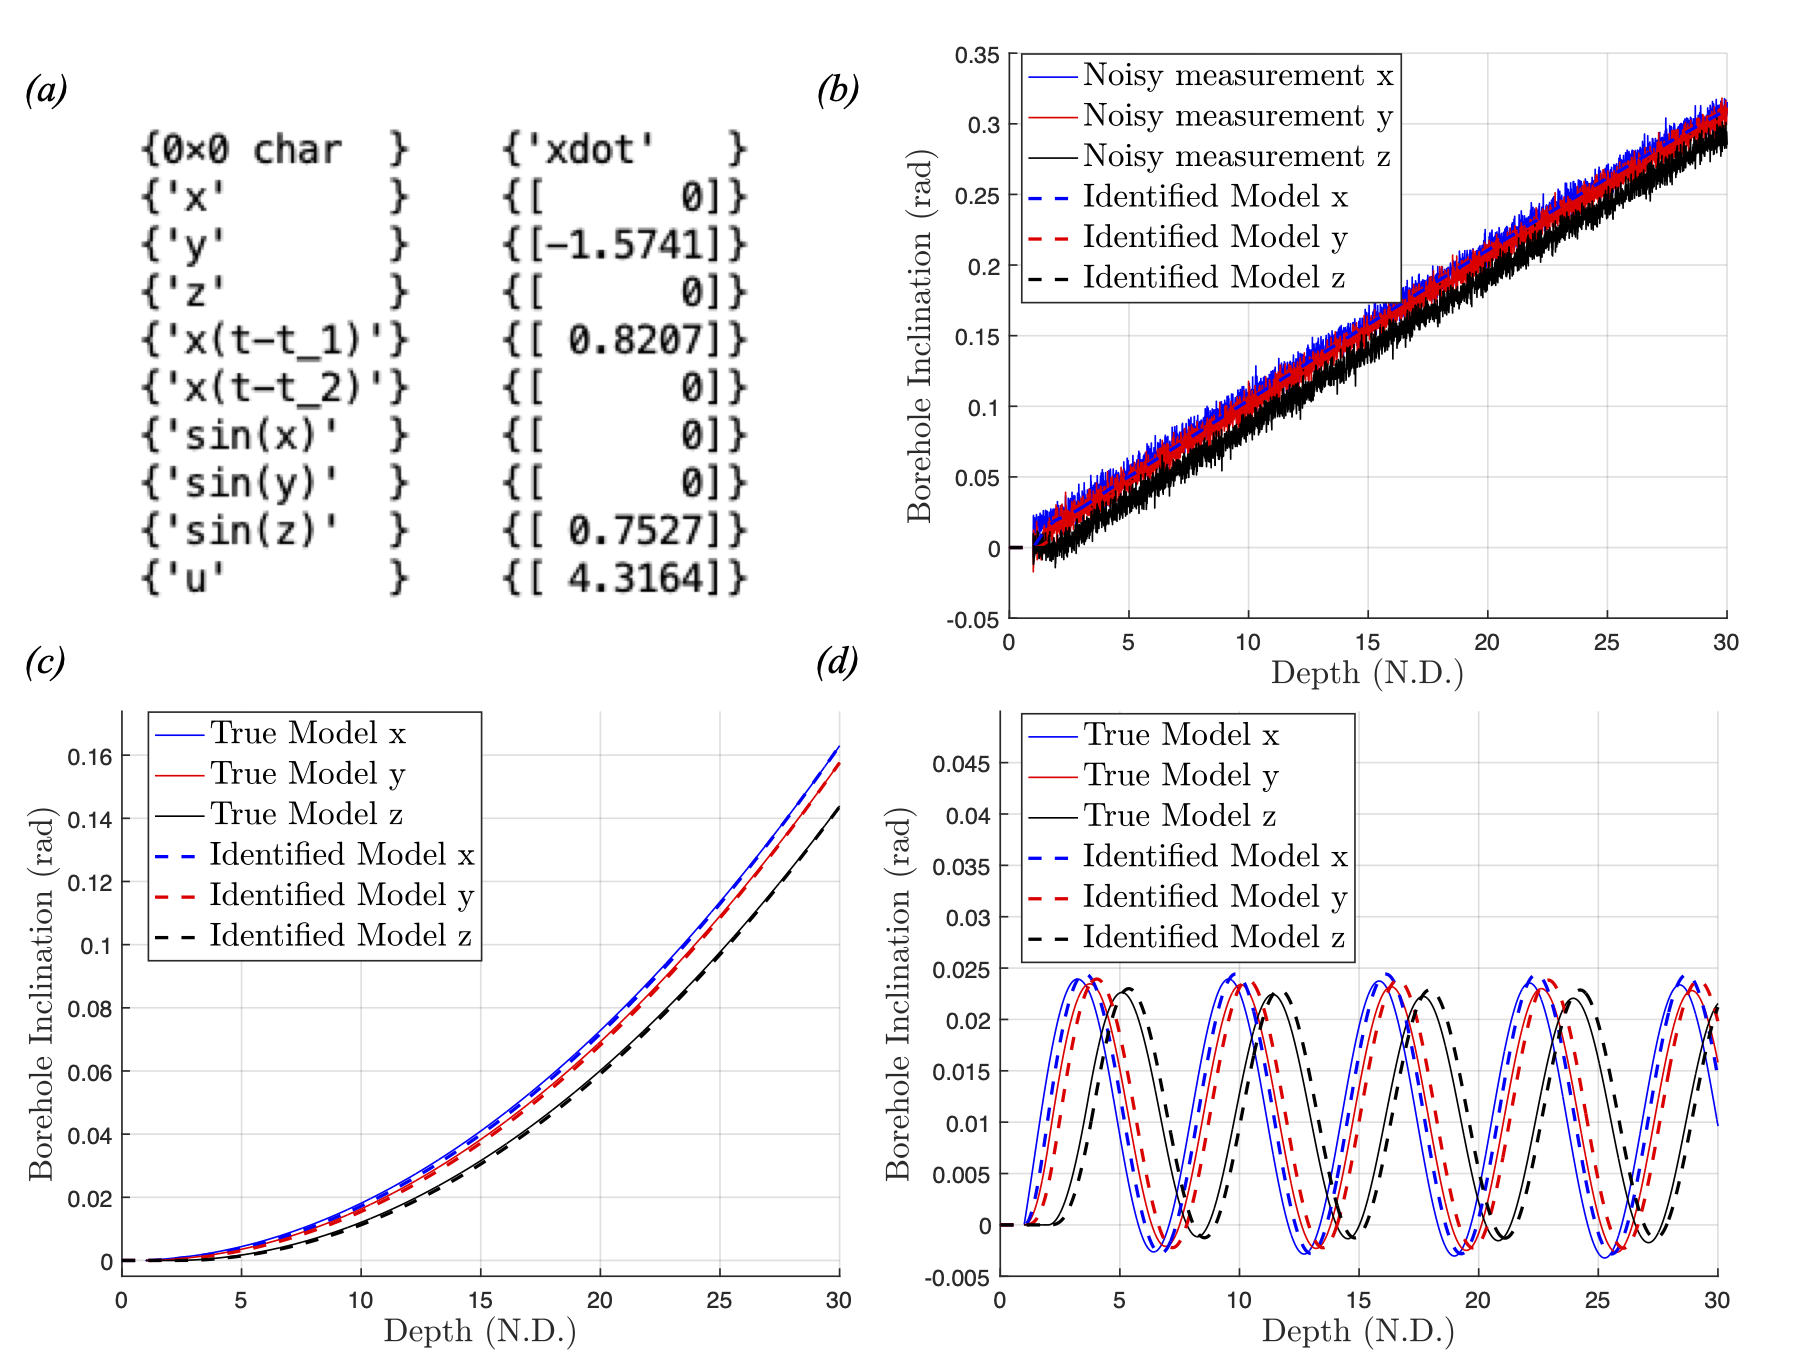 (a)
{0×0 char } {'xdot' }
{'x' } {[ 0]}
{'y' } {[-1.5741]}
{'z' } {[ 0]}
{'x(t-t_1)'} {[ 0.8207]}
{'x(t-t_2)'} {[ 0]}
{'sin(x)' } {[ 0]}
{'sin(y)' } {[ 0]}
{'sin(z)' } {[ 0.7527]}
{'u' } {[ 4.3164]}
(b)
0.35
0.3
0.25
0.2
0.15
0.1
0.05
0
-0.05
Borehole Inclination (rad)
Noisy measurement x
Noisy measurement y
Noisy measurement z
Identified Model x
Identified Model y
Identified Model z
0 5 10 15 20 25 30
Depth (N.D.)
(c)
0.16
0.14
0.12
0.1
0.08
0.06
0.04
0.02
0
Borehole Inclination (rad)
True Model x
True Model y
True Model z
Identified Model x
Identified Model y
Identified Model z
0 5 10 15 20 25 30
Depth (N.D.)
(d)
0.045
0.04
0.035
0.03
0.025
0.02
0.015
0.01
0.005
0
-0.005
Borehole Inclination (rad)
True Model x
True Model y
True Model z
Identified Model x
Identified Model y
Identified Model z
0 5 10 15 20 25 30
Depth (N.D.)